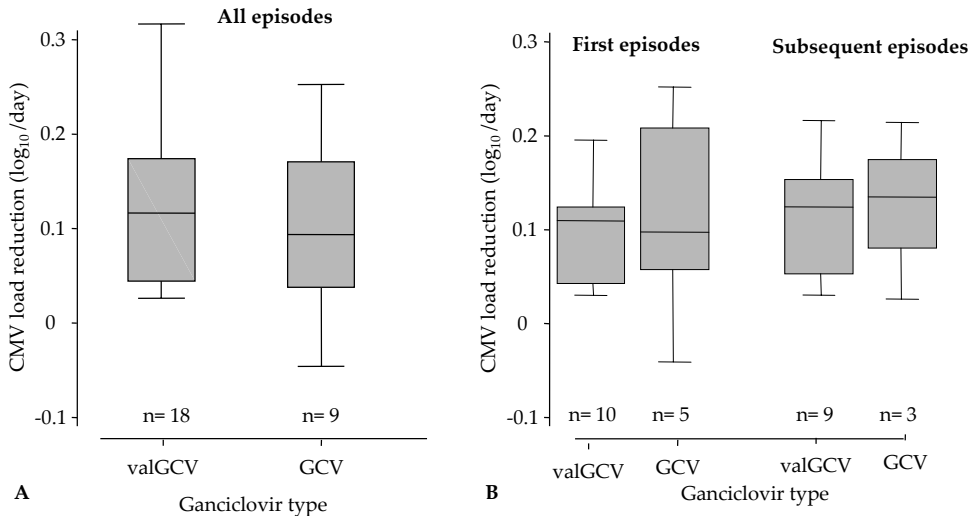 All episodes
0.3
0.2
0.1
0
-0.1
CMV load reduction (log10/day)
n= 18 n= 9
valGCV GCV
A
Ganciclovir type
First episodes Subsequent episodes
0.3
0.2
0.1
0
-0.1
CMV load reduction (log10/day)
n= 10 n= 5 n= 9 n= 3
valGCV GCV valGCV GCV
B
Ganciclovir type